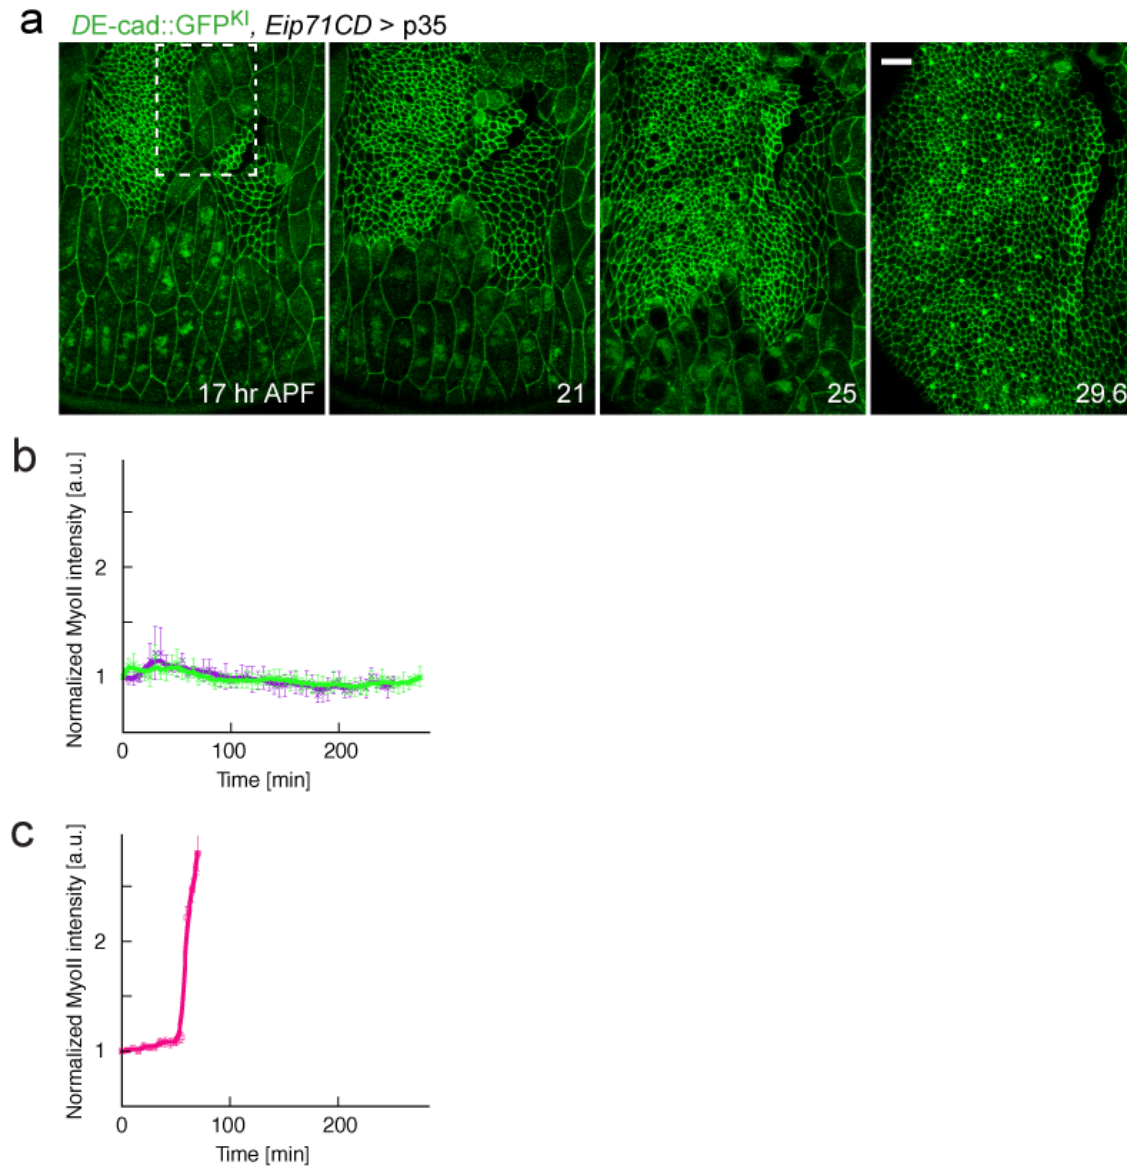 a
DE-cad::GFPKI, Eip71CD > p35
17 hr APF
21
25
29.6
b
Normalized MyoII intensity [a.u.]
2
1
0
100
200
Time [min]
c
Normalized MyoII intensity [a.u.]
2
1
0
100
200
Time [min]